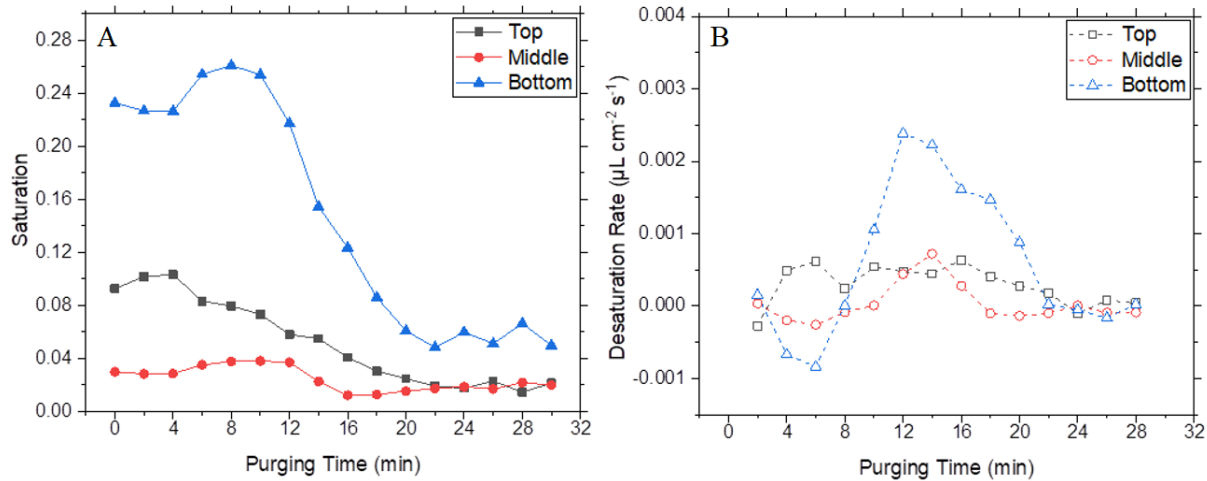 A
Top
Middle
Bottom
0.28
0.24
0.20
0.16
0.12
0.08
0.04
0.00
Saturation
0 4 8 12 16 20 24 28 32
Purging Time (min)
B
Top
Middle
Bottom
0.004
0.003
0.002
0.001
0.000
-0.001
Desaturation Rate (µL cm⁻² s⁻¹)
0 4 8 12 16 20 24 28 32
Purging Time (min)